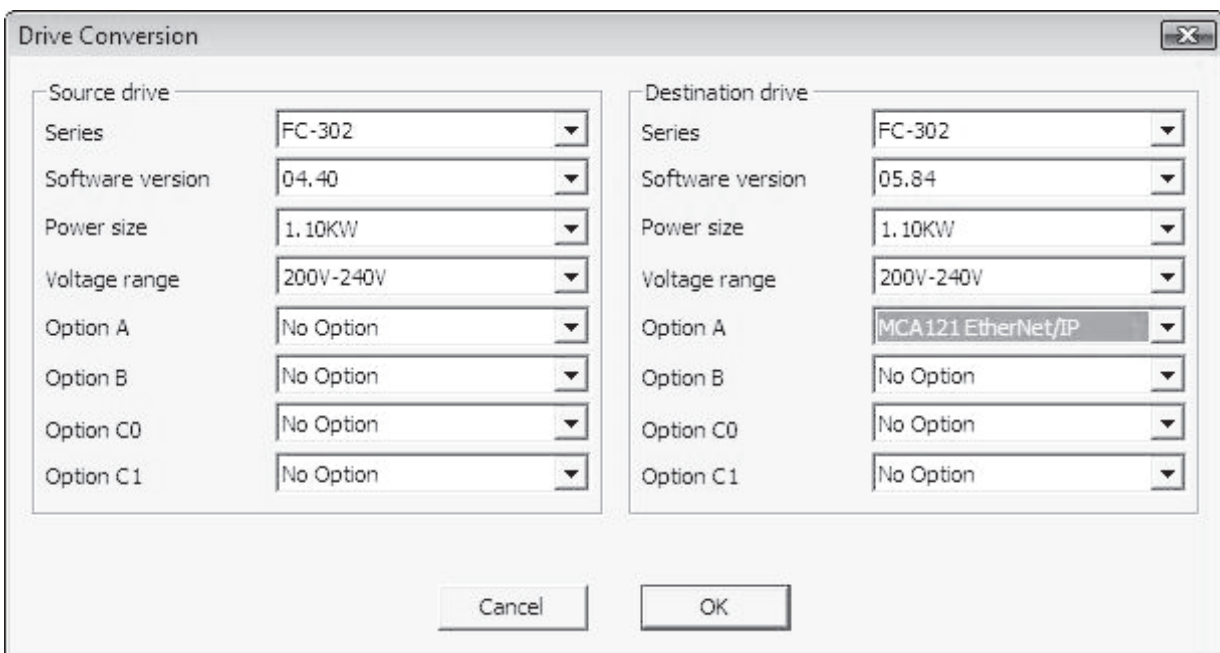 Drive Conversion
Source drive
Series FC-302
Software version 04.40
Power size 1.10KW
Voltage range 200V-240V
Option A No Option
Option B No Option
Option C0 No Option
Option C1 No Option
Destination drive
Series FC-302
Software version 05.84
Power size 1.10KW
Voltage range 200V-240V
Option A MCA121 EtherNet/IP
Option B No Option
Option C0 No Option
Option C1 No Option
Cancel OK